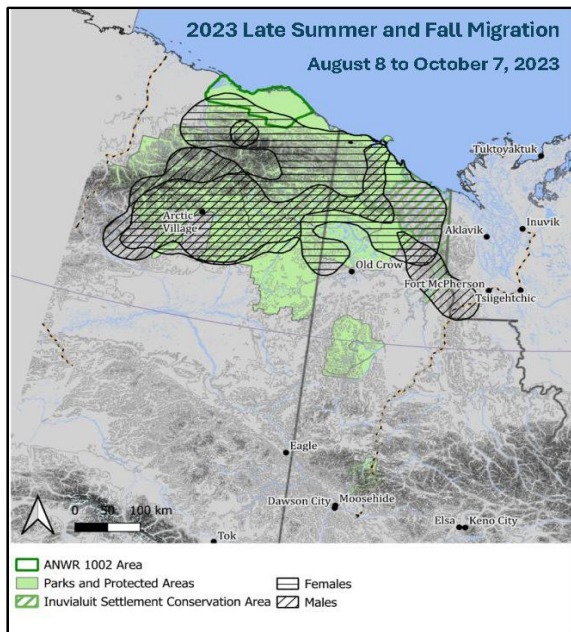 2023 Late Summer and Fall Migration
August 8 to October 7, 2023
Tuktoyaktuk
Arctic
Village
Inuvik
Aklavik
Old Crow
Fort McPherson
Tsiigehtchic
Eagle
Dawson City
Moosehide
Elsa
Keno City
Tok
0 50 100 km
ANWR 1002 Area
Parks and Protected Areas
Females
Inuvialuit Settlement Conservation Area
Males